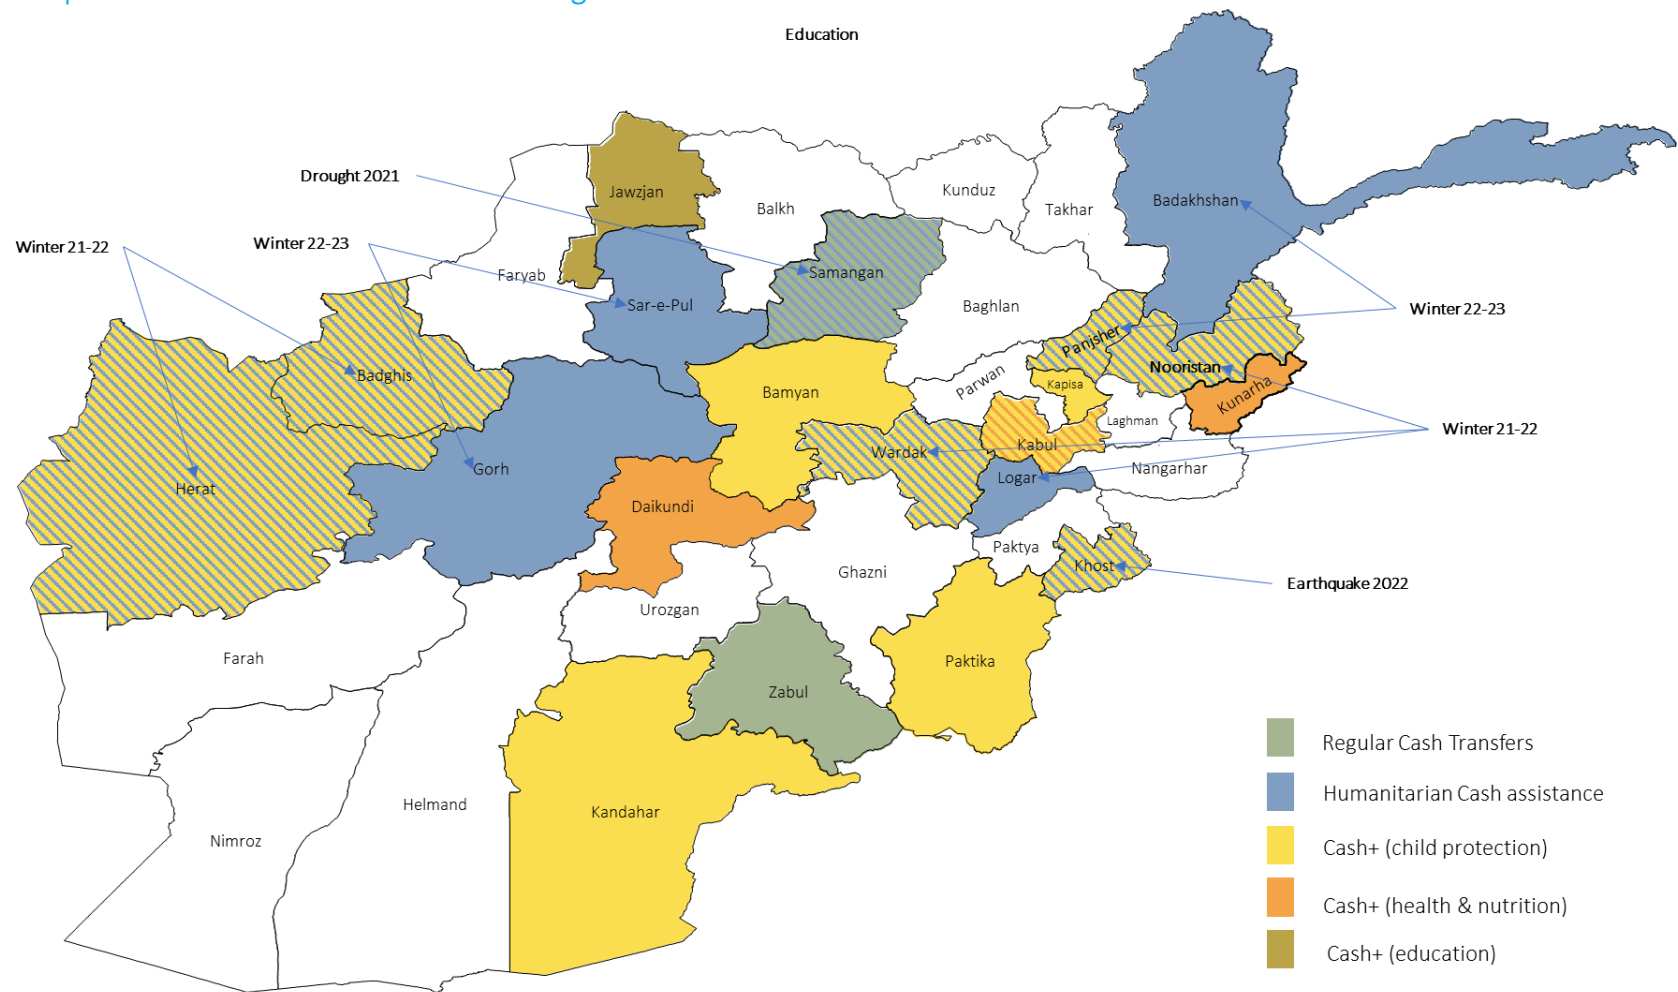 Education
Jawzjan
Drought 2021
Kunduz
Balkh
Takhar
Badakhshan
Winter 21-22
Winter 22-23
Faryab
Samangan
Sar-e-Pul
Baghlan
Winter 22-23
Panjsher
Nooristan
Badghis
Bamyan
Parwan
Kapisa
Kunarha
Laghman
Winter 21-22
Wardak
Kabul
Gorh
Nangarhar
Herat
Logar
Daikundi
Paktya
Khost
Ghazni
Earthquake 2022
Urozgan
Farah
Paktika
Zabul
Regular Cash Transfers
Humanitarian Cash assistance
Helmand
Kandahar
Nimroz
Cash+ (child protection)
Cash+ (health & nutrition)
Cash+ (education)